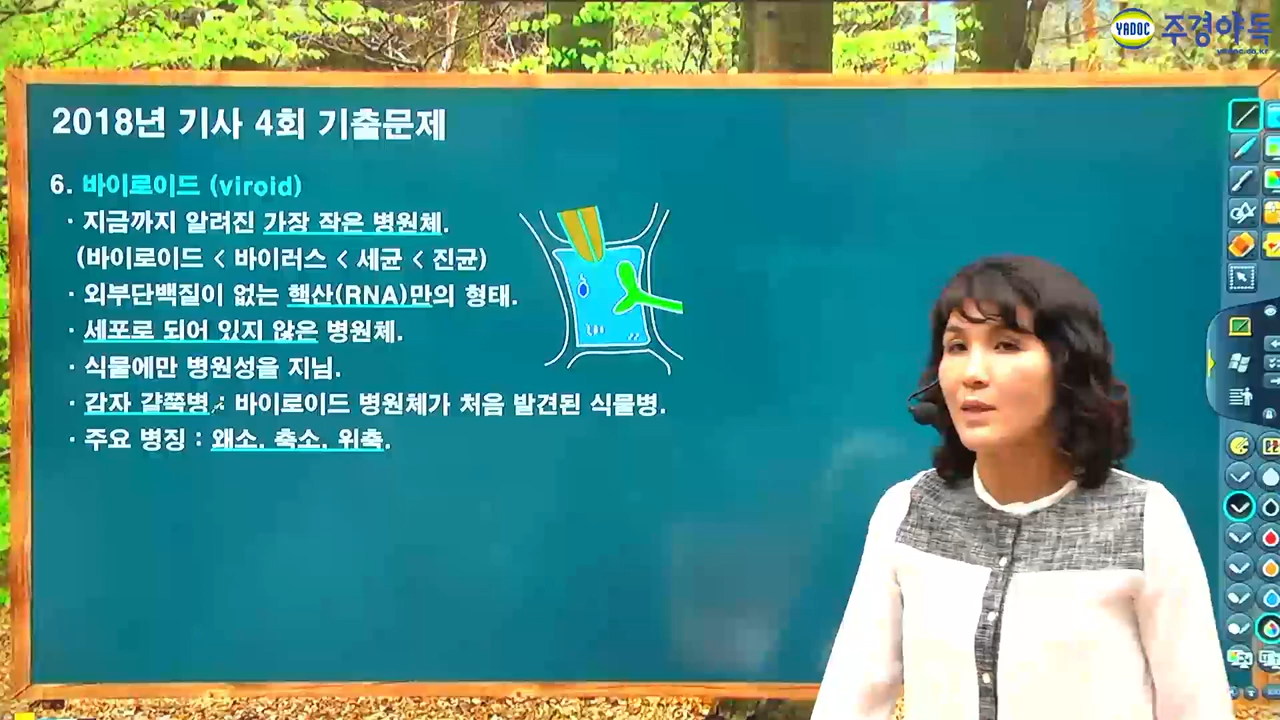 YADOC 주경야독
yadoc.co.kr
2018년 기사 4회 기출문제
6. 바이로이드 (viroid)
· 지금까지 알려진 가장 작은 병원체.
(바이로이드 < 바이러스 < 세균 < 진균)
· 외부단백질이 없는 핵산(RNA)만의 형태.
· 세포로 되어 있지 않은 병원체.
· 식물에만 병원성을 지님.
· 감자 걀쭉병 : 바이로이드 병원체가 처음 발견된 식물병.
· 주요 병징 : 왜소, 축소, 위축.